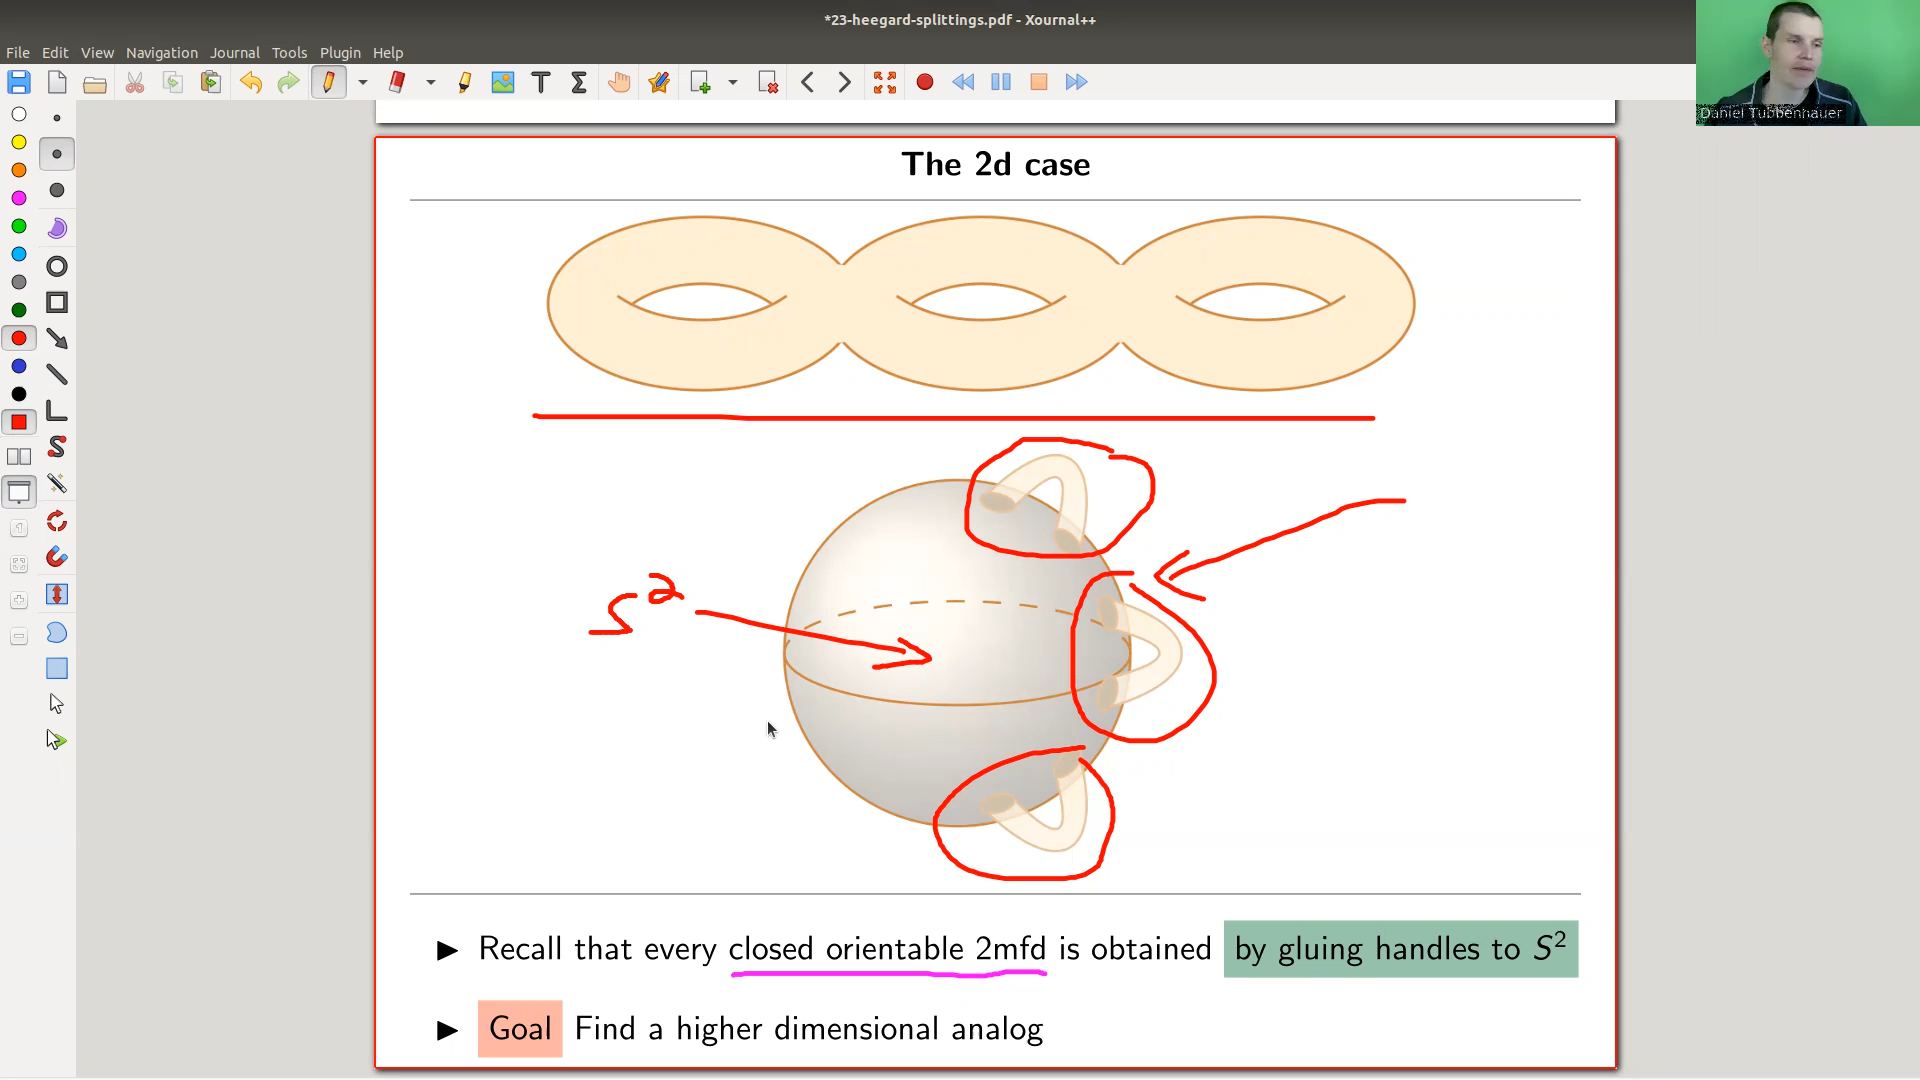 *23-heegard-splittings.pdf - Xournal++
File Edit View Navigation Journal Tools Plugin Help
Daniel Tubbenhauer
The 2d case
S²
▶ Recall that every closed orientable 2mfd is obtained by gluing handles to S²
▶ Goal Find a higher dimensional analog